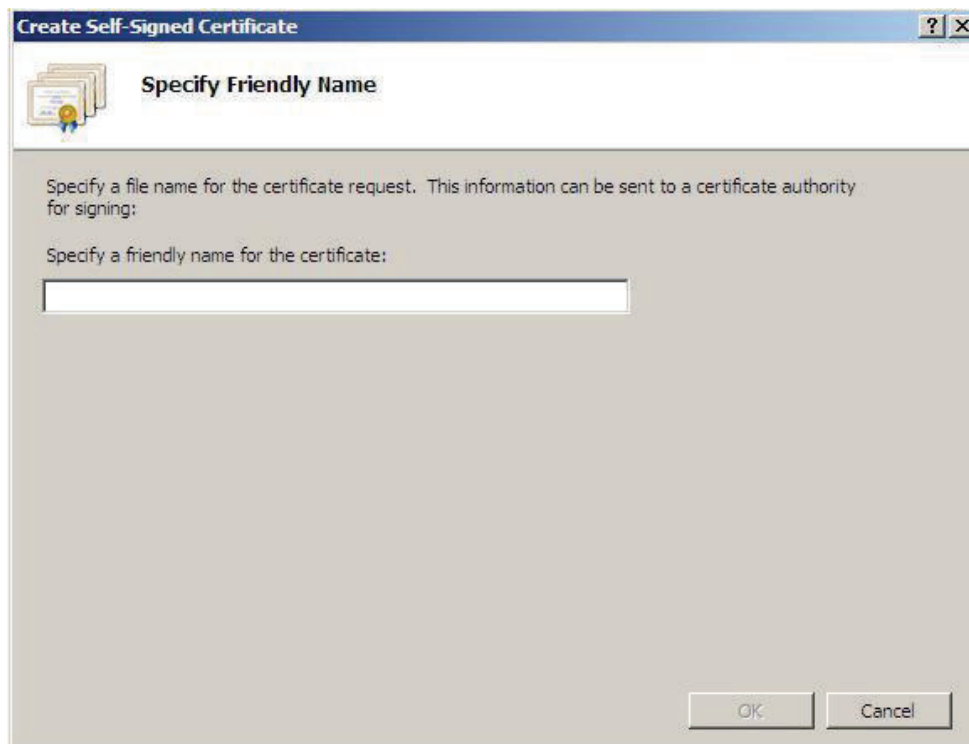 Create Self-Signed Certificate
Specify Friendly Name
Specify a file name for the certificate request.  This information can be sent to a certificate authority
for signing:
Specify a friendly name for the certificate:
OK
Cancel